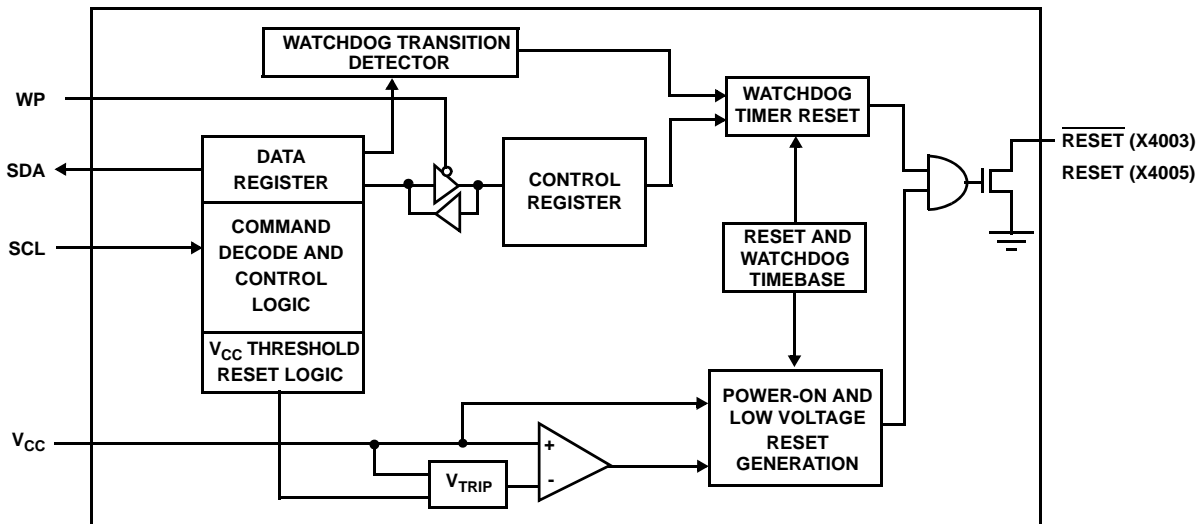 WATCHDOG TRANSITION
DETECTOR
WP
WATCHDOG
TIMER RESET
RESET (X4003)
RESET (X4005)
SDA
DATA
REGISTER
CONTROL
REGISTER
SCL
COMMAND
DECODE AND
CONTROL
LOGIC
RESET AND
WATCHDOG
TIMEBASE
VCC THRESHOLD
RESET LOGIC
POWER-ON AND
LOW VOLTAGE
RESET
GENERATION
VCC
+
-
VTRIP